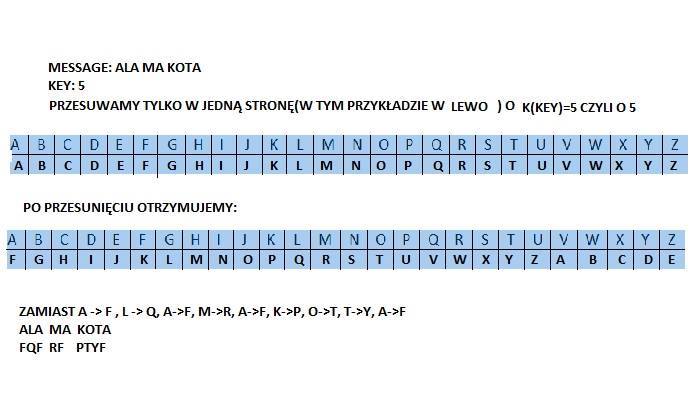 MESSAGE: ALA MA KOTA
KEY: 5
PRZESUWAMY TYLKO W JEDNĄ STRONĘ(W TYM PRZYKŁADZIE W LEWO ) O K(KEY)=5 CZYLI O 5
A B C D E F G H I J K L M N O P Q R S T U V W X Y Z
A B C D E F G H I J K L M N O P Q R S T U V W X Y Z
PO PRZESUNIĘCIU OTRZYMUJEMY:
A B C D E F G H I J K L M N O P Q R S T U V W X Y Z
F G H I J K L M N O P Q R S T U V W X Y Z A B C D E
ZAMIAST A -> F , L -> Q, A->F, M->R, A->F, K->P, O->T, T->Y, A->F
ALA MA KOTA
FQF RF PTYF